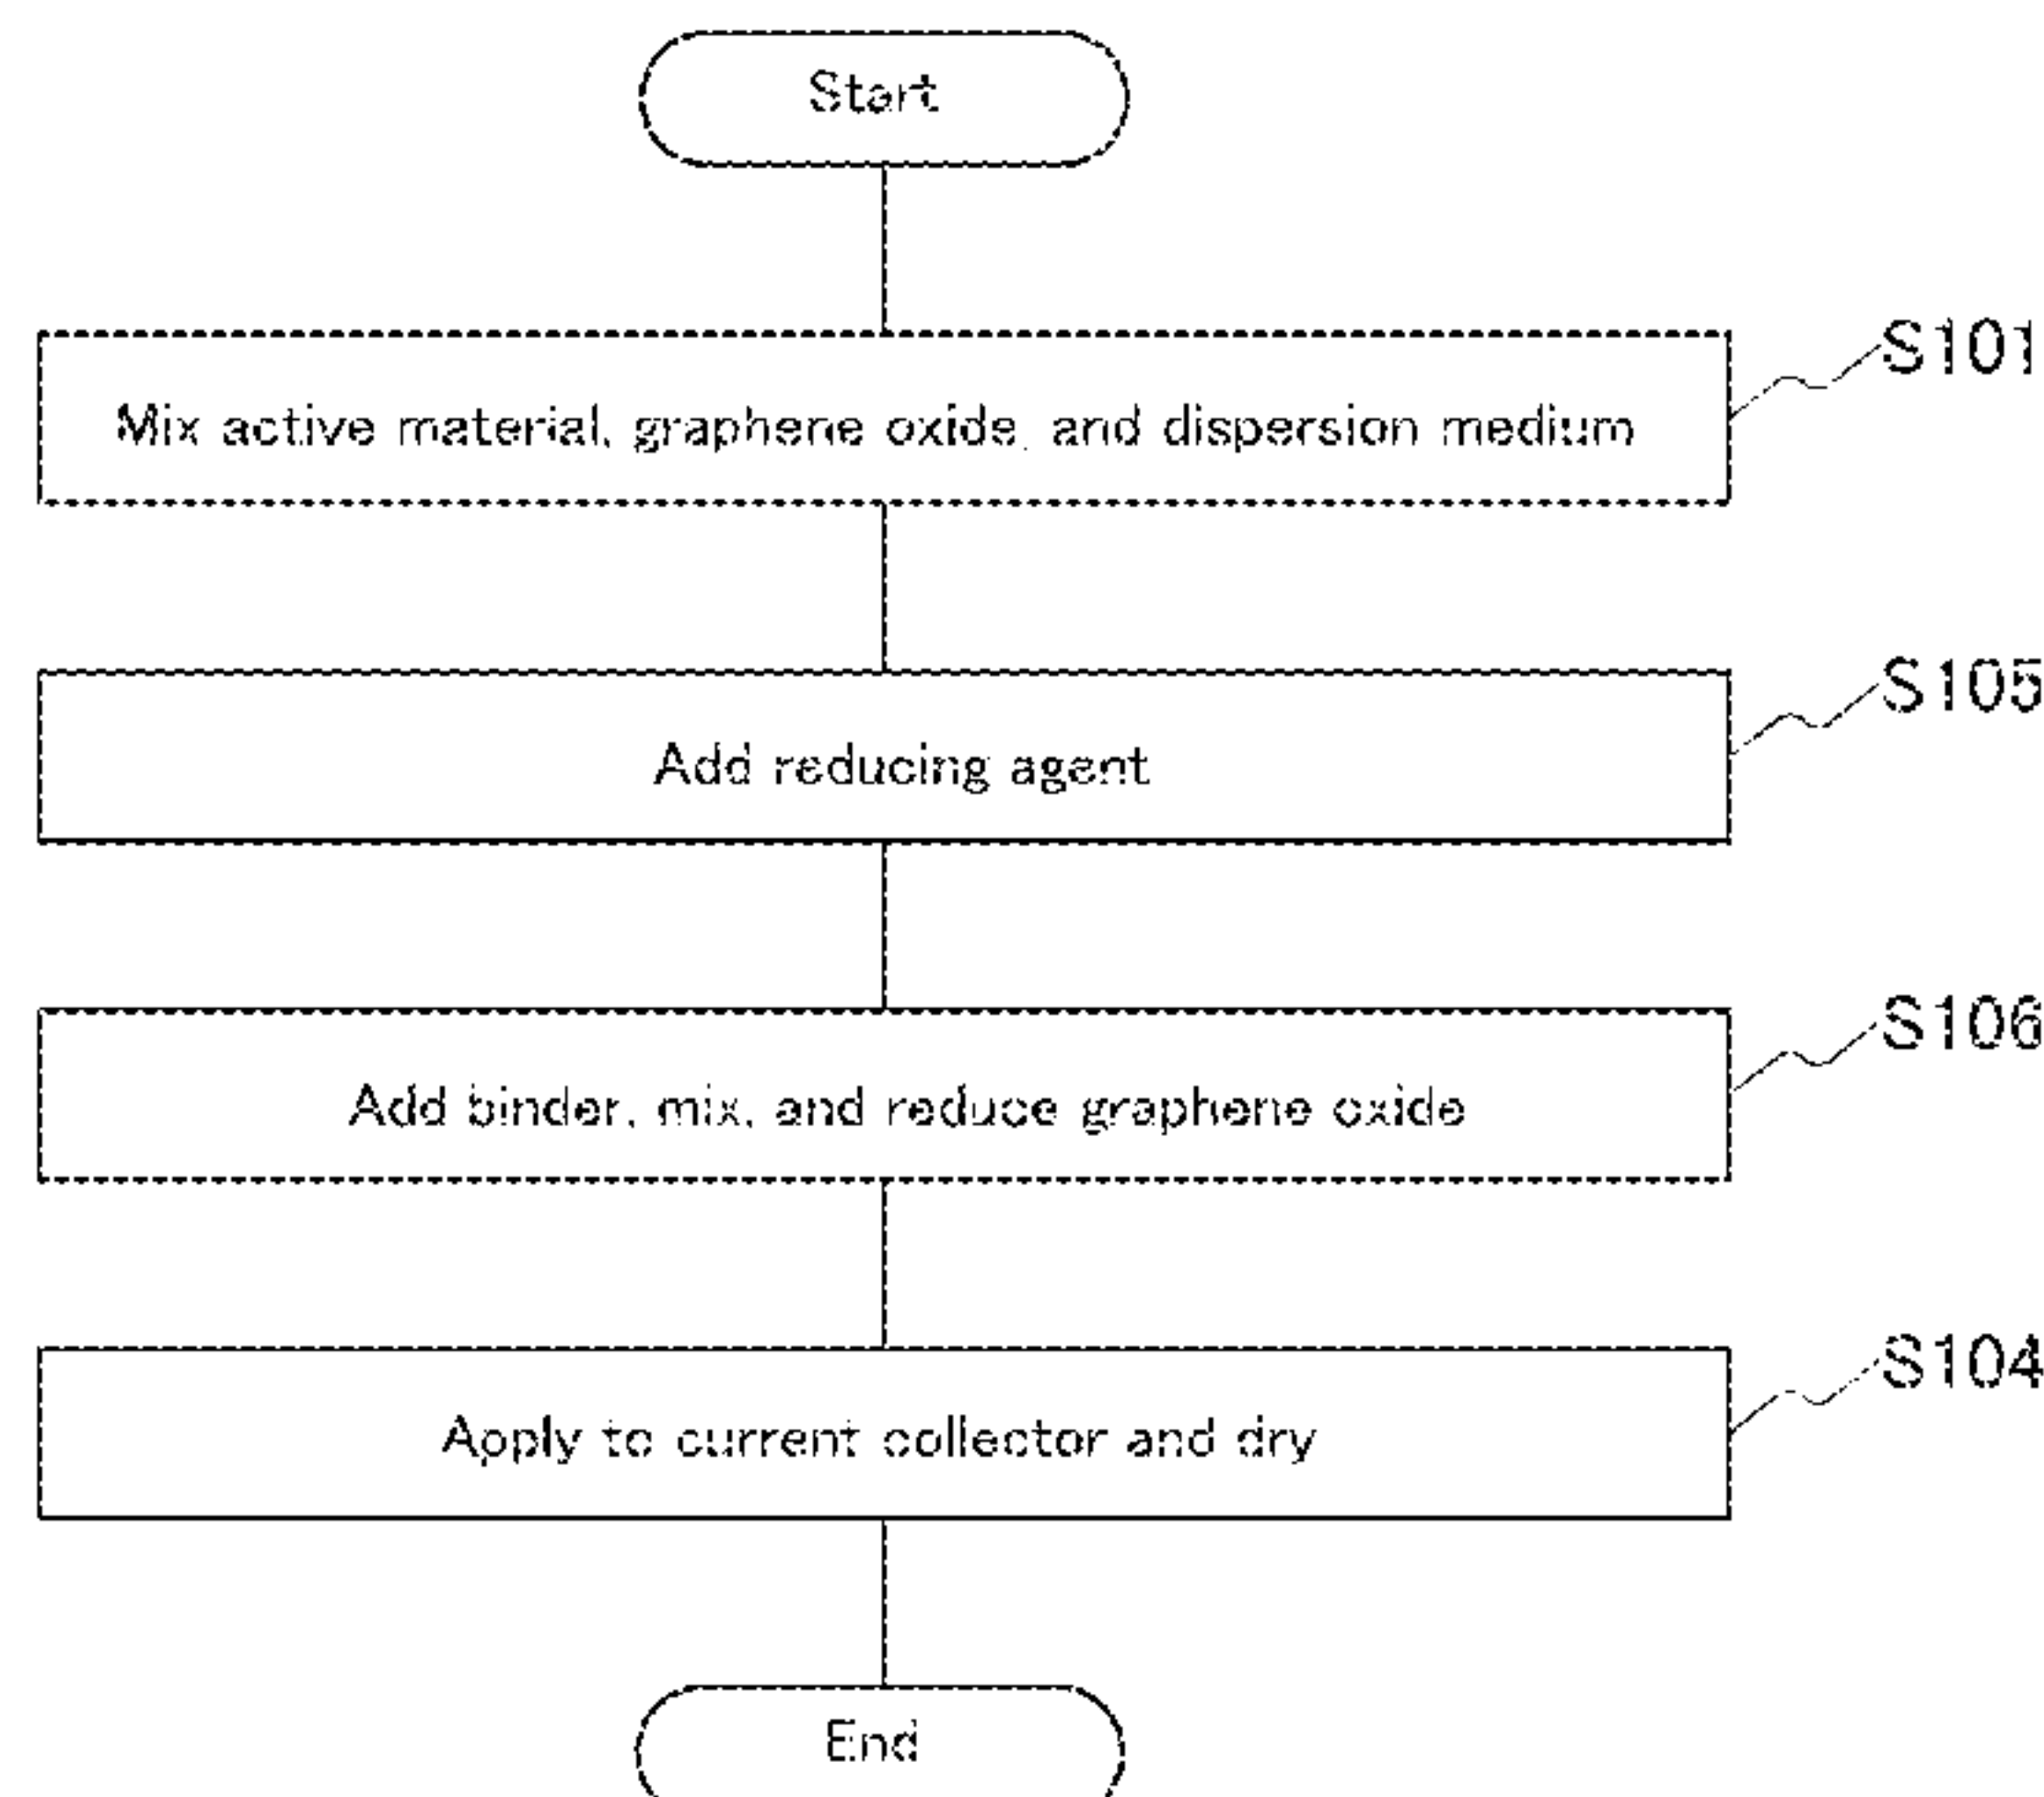 Start
S101
Mix active material, graphene oxide, and dispersion medium
S105
Add reducing agent
S106
Add binder, mix, and reduce graphene oxide
S104
Apply to current collector and dry
End